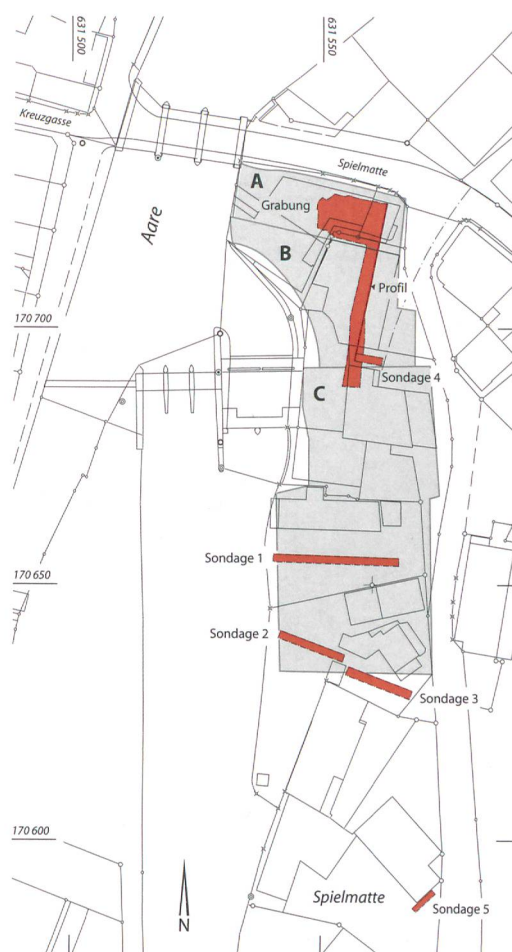 631 500
631 550
Kreuzgasse
Spielmatte
A
Grabung
Aare
B
Profil
170 700
Sondage 4
C
Sondage 1
170 650
Sondage 2
Sondage 3
170 600
Spielmatte
Sondage 5
N